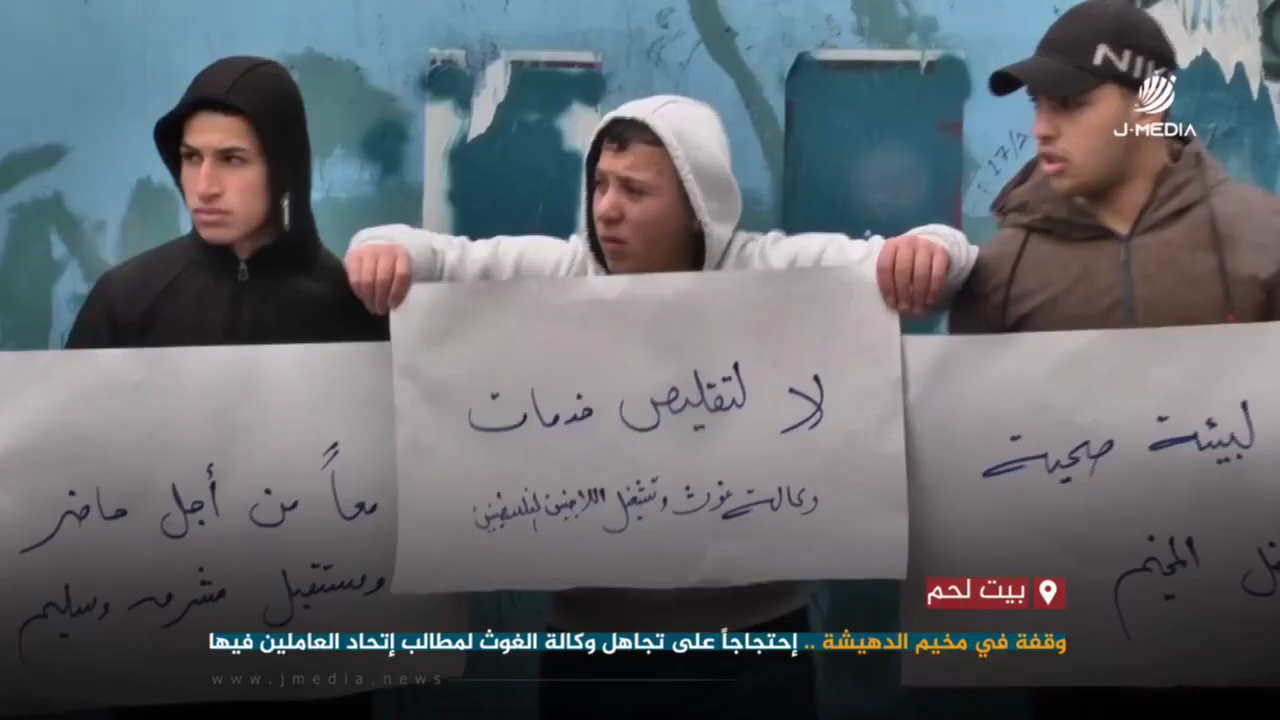 NIK
J-MEDIA
17/2
لا لتقليص خدمات
وكالة غوث وتشغيل اللاجئين الفلسطينيين
معاً من أجل حاضر
ومستقبل مشرق وسليم
لبيئة صحية
المخيم
بيت لحم
وقفة في مخيم الدهيشة .. إحتجاجاً على تجاهل وكالة الغوث لمطالب إتحاد العاملين فيها
www.jmedia.news